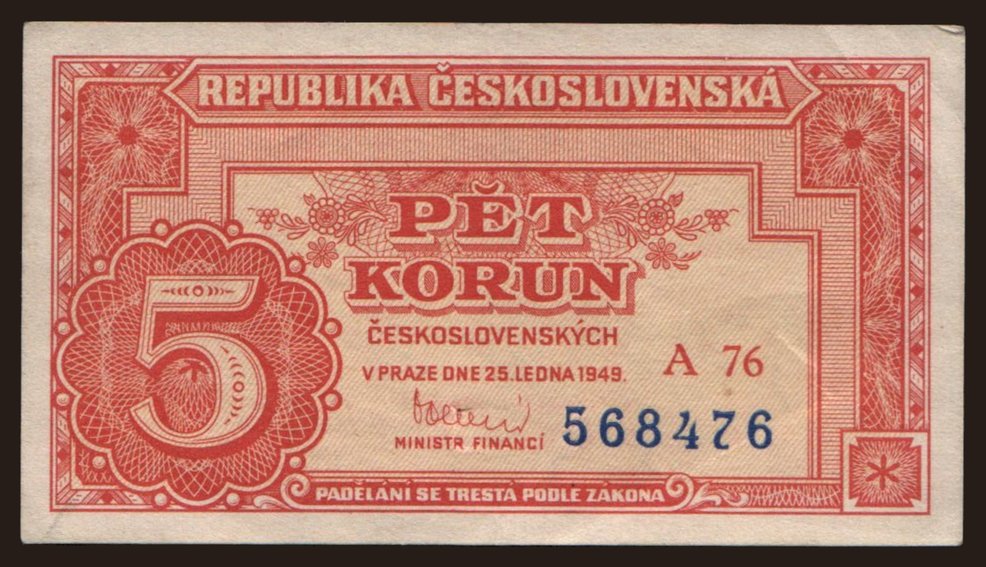 REPUBLIKA ČESKOSLOVENSKÁ
PĚT
KORUN
5
ČESKOSLOVENSKÝCH
V PRAZE DNE 25. LEDNA 1949.
A 76
568476
MINISTR FINANCÍ
PADĚLÁNÍ SE TRESTÁ PODLE ZÁKONA